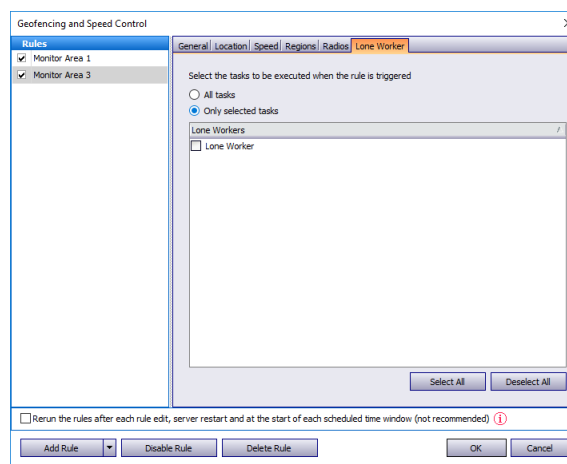 Geofencing and Speed Control
Rules
Monitor Area 1
Monitor Area 3
General Location Speed Regions Radios Lone Worker
Select the tasks to be executed when the rule is triggered
All tasks
Only selected tasks
Lone Workers
Lone Worker
Select All Deselect All
Rerun the rules after each rule edit, server restart and at the start of each scheduled time window (not recommended) i
Add Rule Disable Rule Delete Rule OK Cancel